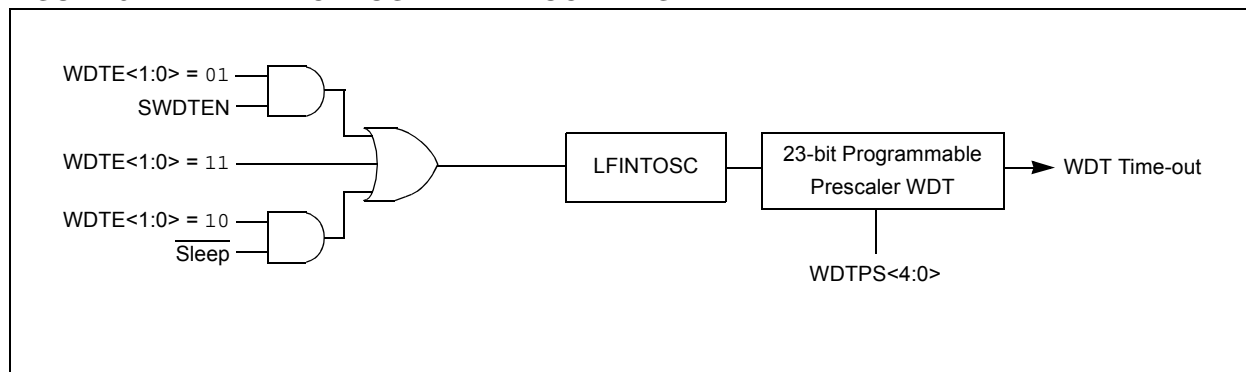 WDTE<1:0> = 01
SWDTEN
WDTE<1:0> = 11
WDTE<1:0> = 10
Sleep
LFINTOSC
23-bit Programmable
Prescaler WDT
WDT Time-out
WDTPS<4:0>